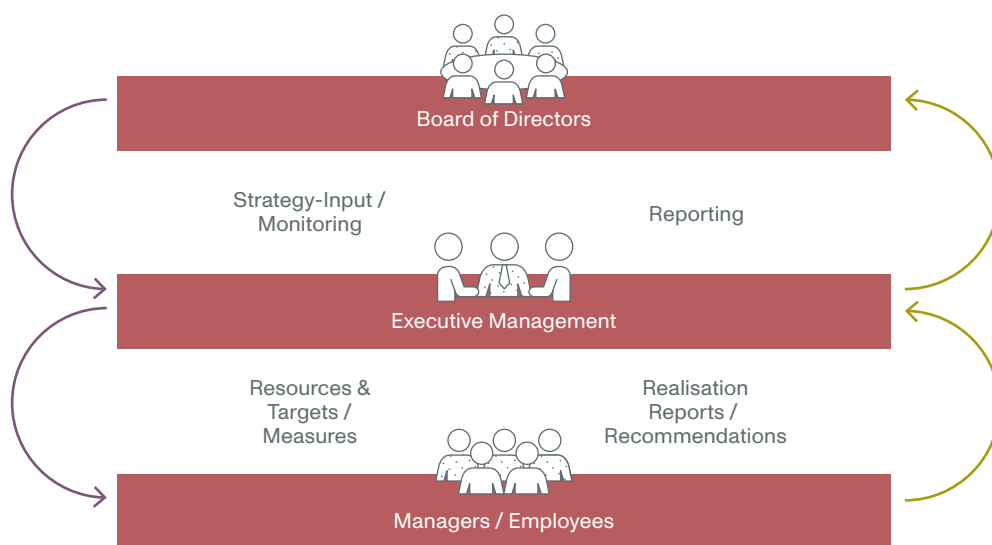 Board of Directors
Strategy-Input /
Monitoring
Reporting
Executive Management
Resources &
Targets /
Measures
Realisation
Reports /
Recommendations
Managers / Employees